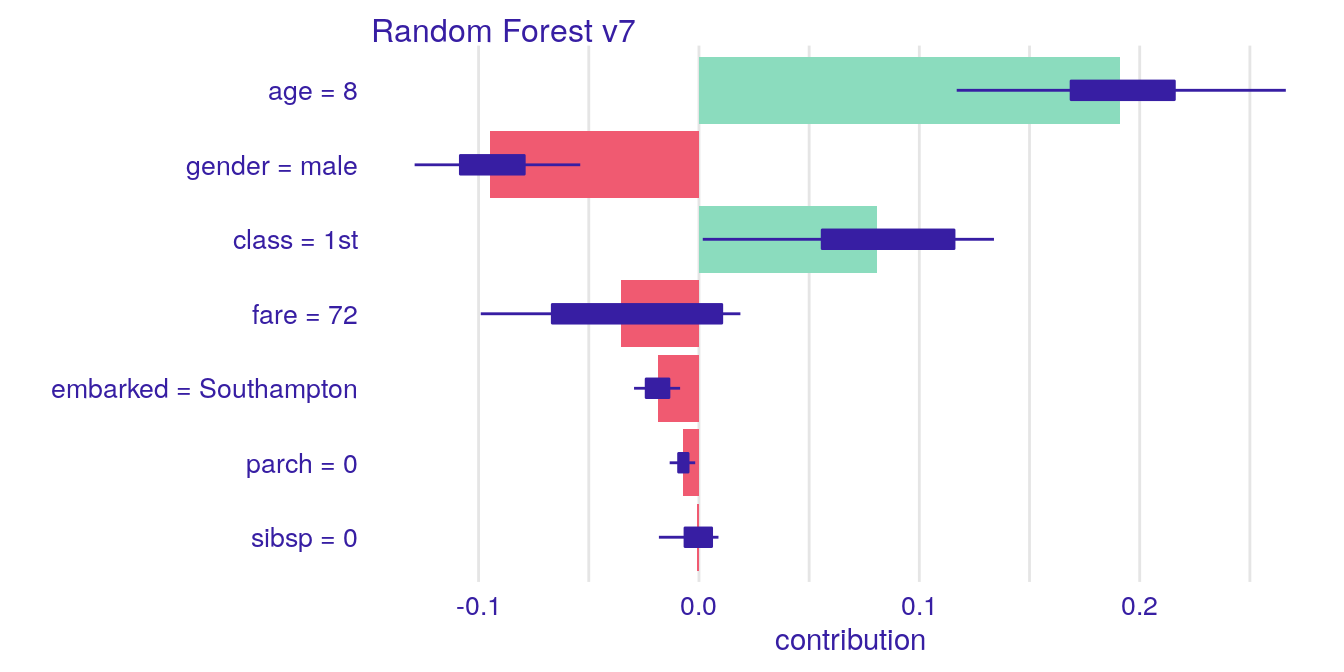 Random Forest v7
age = 8
gender = male
class = 1st
fare = 72
embarked = Southampton
parch = 0
sibsp = 0
-0.1 0.0 0.1 0.2
contribution